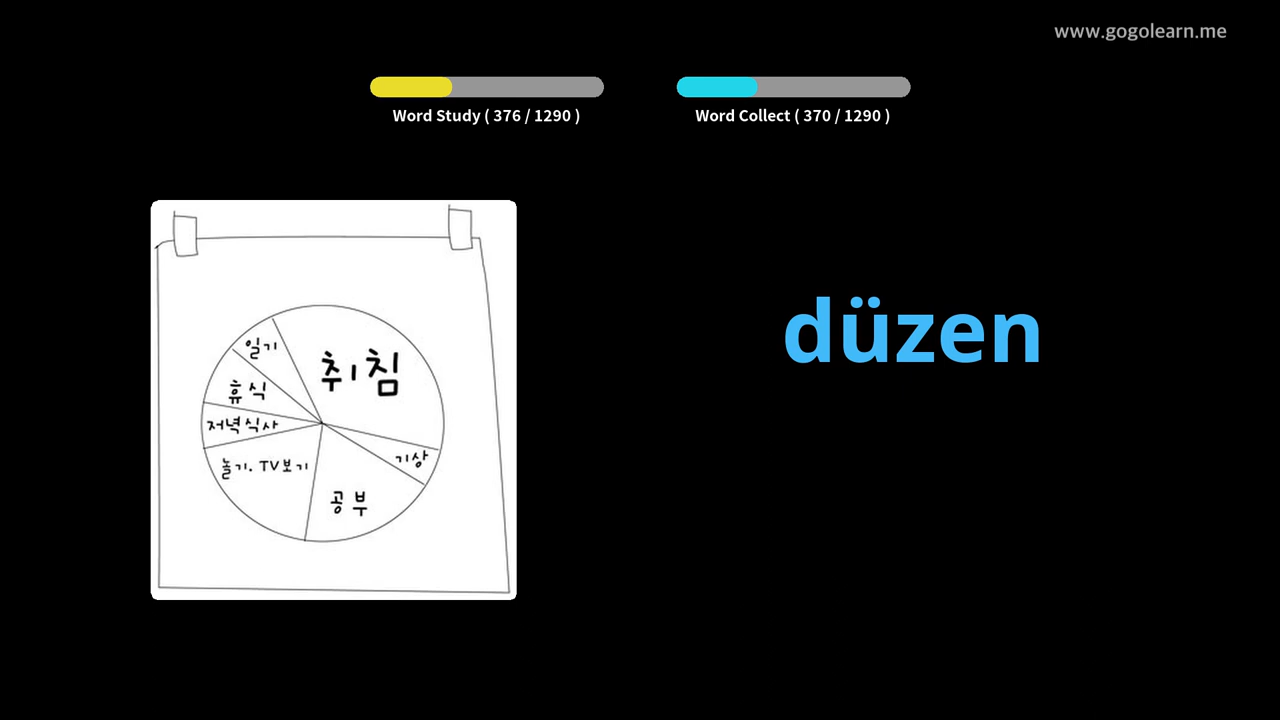 www.gogolearn.me
Word Study ( 376 / 1290 )
Word Collect ( 370 / 1290 )
일기
취침
휴식
저녁식사
놀기. TV보기
기상
공부
düzen